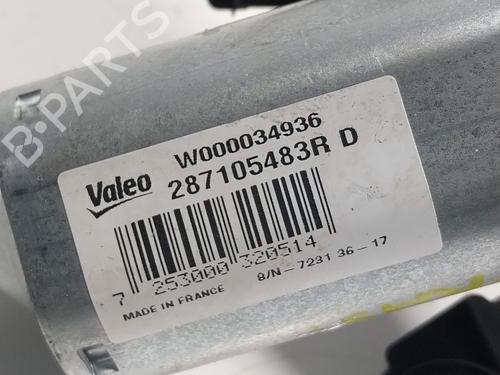 B-PARTS
W000034936
Valeo
287105483R D
7 253000 320514
S/N - 7231 36 - 17
MADE IN FRANCE